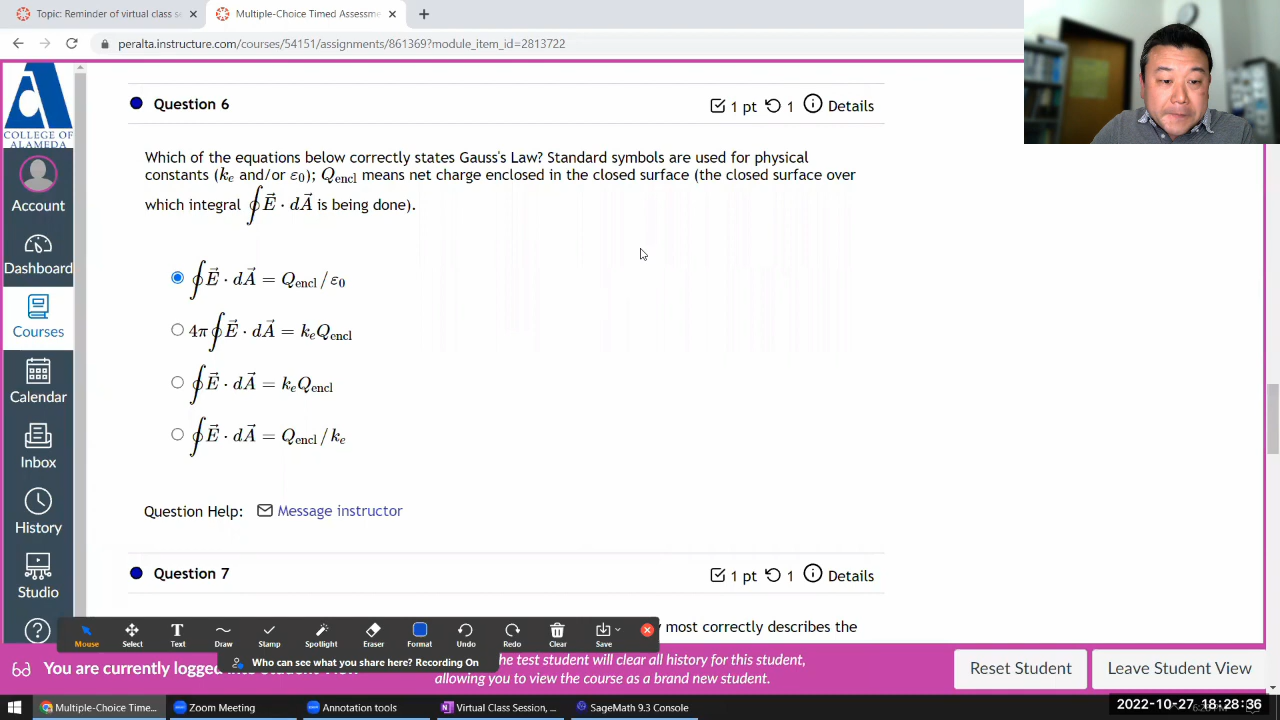 Topic: Reminder of virtual class s
Multiple-Choice Timed Assessme
peralta.instructure.com/courses/54151/assignments/861369?module_item_id=2813722
COLLEGE OF
ALAMEDA
Account
Dashboard
Courses
Calendar
Inbox
History
Studio
Question 6
1 pt 1 Details
Which of the equations below correctly states Gauss's Law? Standard symbols are used for physical
constants (kₑ and/or ε₀); Q_encl means net charge enclosed in the closed surface (the closed surface over
which integral ∮E⃗ · dA⃗ is being done).
∮E⃗ · dA⃗ = Q_encl/ε₀
4π∮E⃗ · dA⃗ = kₑQ_encl
∮E⃗ · dA⃗ = kₑQ_encl
∮E⃗ · dA⃗ = Q_encl/kₑ
Question Help: Message instructor
Question 7
1 pt 1 Details
most correctly describes the
Mouse Select Text Draw Stamp Spotlight Eraser Format Undo Redo Clear Save
Who can see what you share here? Recording On
You are currently logged into Student View
he test student will clear all history for this student,
allowing you to view the course as a brand new student.
Reset Student
Leave Student View
Multiple-Choice Time...
Zoom Meeting
Annotation tools
Virtual Class Session, ...
SageMath 9.3 Console
2022-10-27 18:28:36